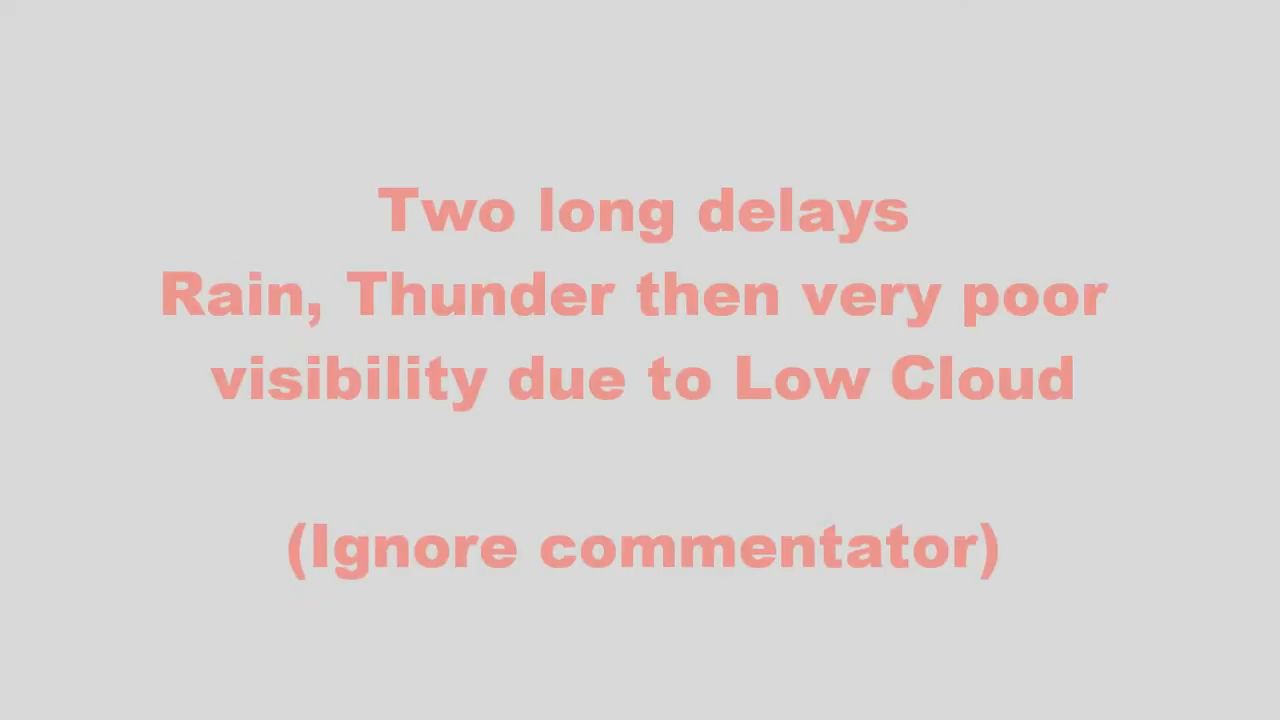 Two long delays
Rain, Thunder then very poor
visibility due to Low Cloud
(Ignore commentator)